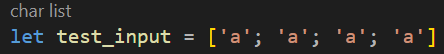 char list
let test_input = ['a'; 'a'; 'a'; 'a']